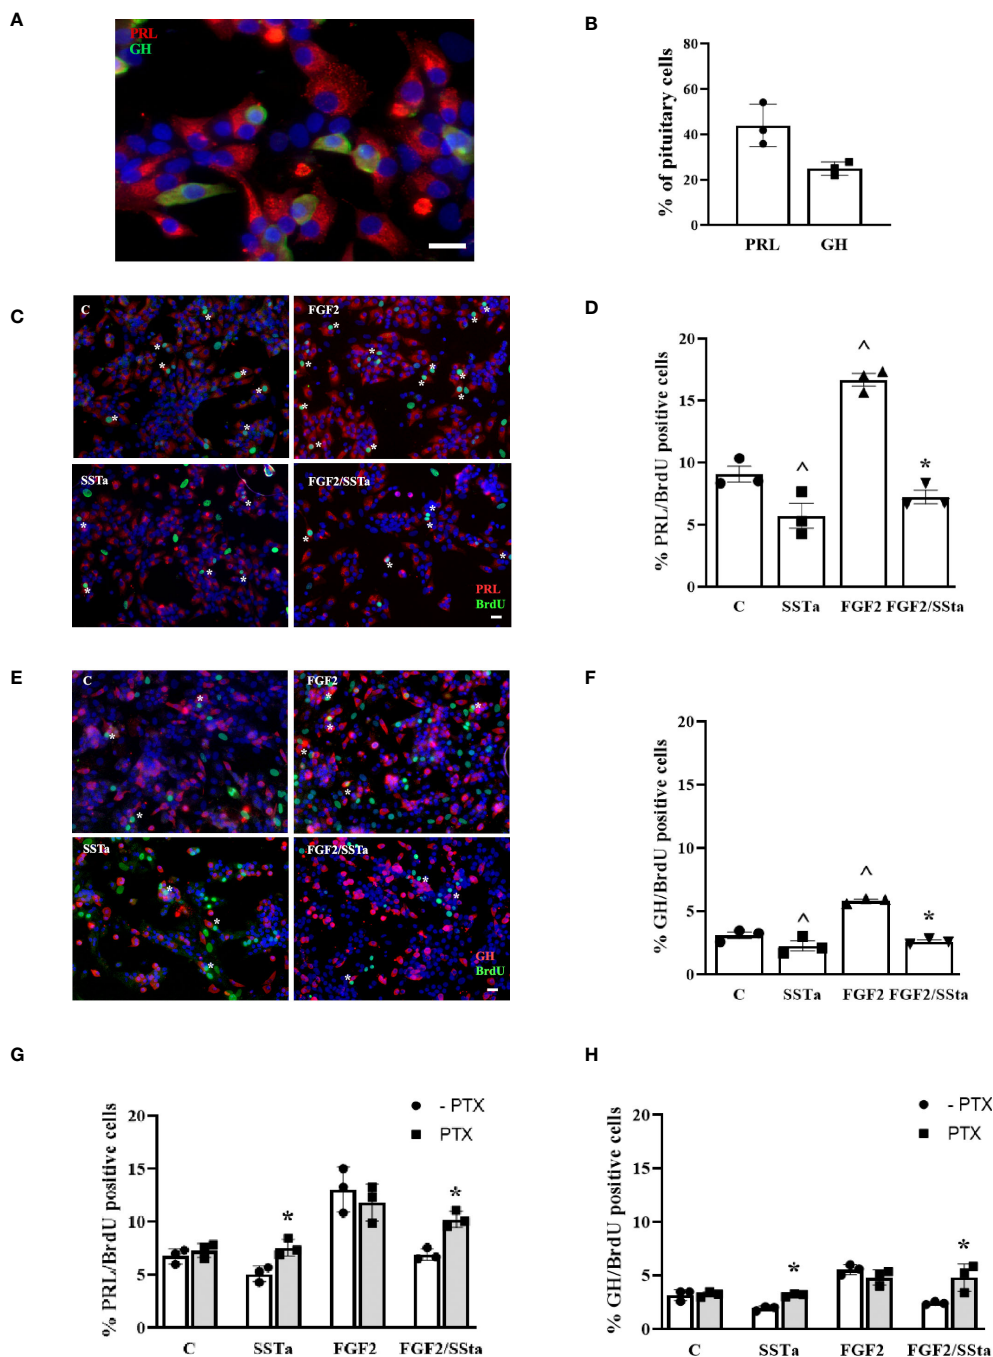 A
PRL
GH
B
% of pituitary cells
80
60
40
20
0
PRL GH
C
C
FGF2
SSTa
FGF2/SSTa
PRL
BrdU
D
% PRL/BrdU positive cells
20
15
10
5
0
^
^
*
C SSTa FGF2 FGF2/SSta
E
C
FGF2
SSTa
FGF2/SSTa
GH
BrdU
F
% GH/BrdU positive cells
20
15
10
5
0
^
^
*
C SSTa FGF2 FGF2/SSta
G
% PRL/BrdU positive cells
20
15
10
5
0
- PTX
PTX
*
*
C SSTa FGF2 FGF2/SSta
H
% GH/BrdU positive cells
20
15
10
5
0
- PTX
PTX
*
*
C SSTa FGF2 FGF2/SSta